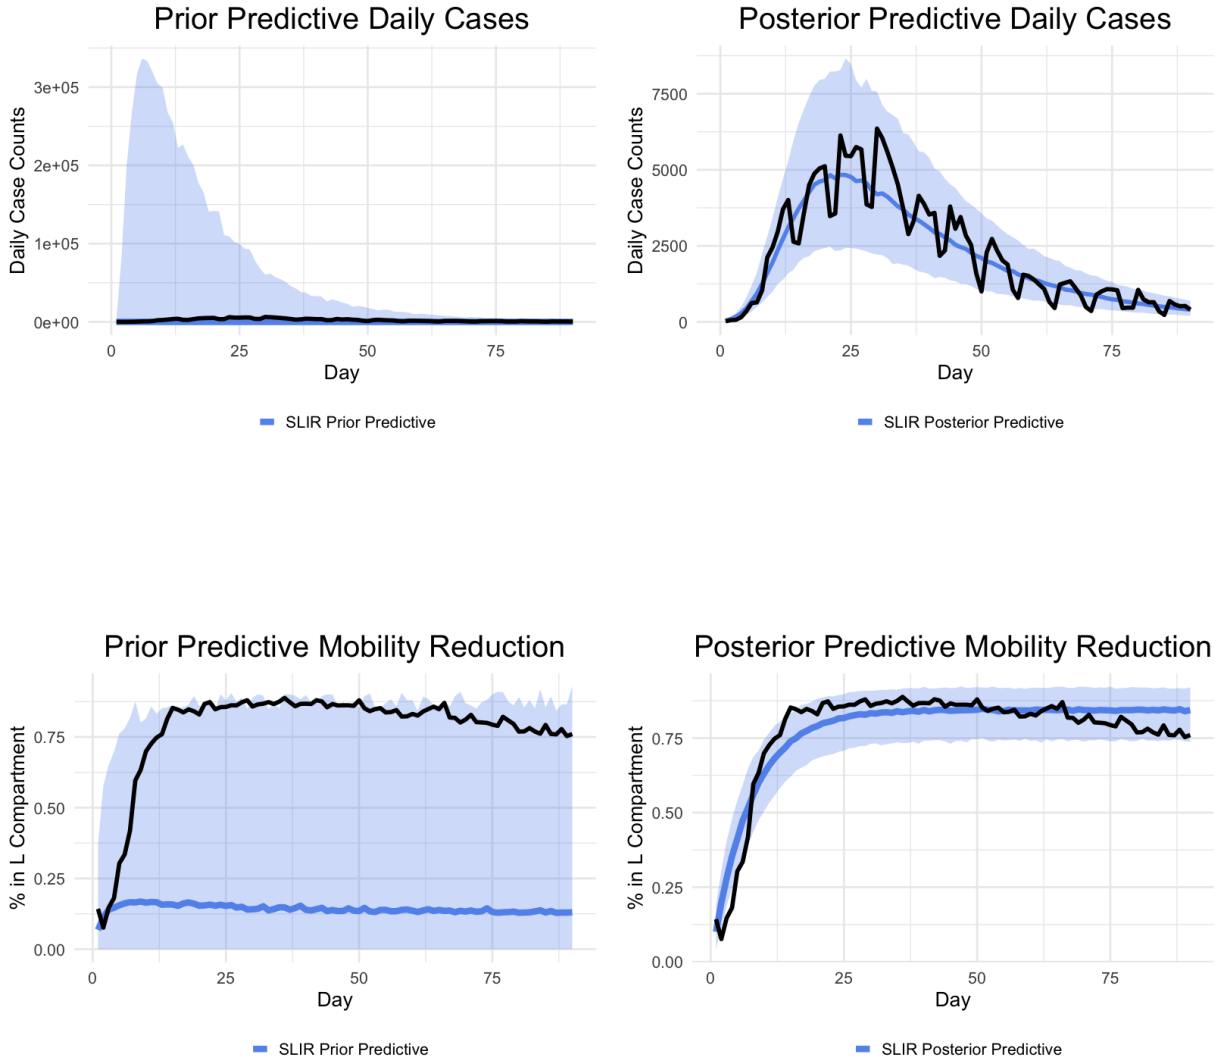 Prior Predictive Daily Cases
Daily Case Counts
3e+05
2e+05
1e+05
0e+00
0 25 50 75
Day
SLIR Prior Predictive
Posterior Predictive Daily Cases
Daily Case Counts
7500
5000
2500
0
0 25 50 75
Day
SLIR Posterior Predictive
Prior Predictive Mobility Reduction
% in L Compartment
0.75
0.50
0.25
0.00
0 25 50 75
Day
SLIR Prior Predictive
Posterior Predictive Mobility Reduction
% in L Compartment
0.75
0.50
0.25
0.00
0 25 50 75
Day
SLIR Posterior Predictive